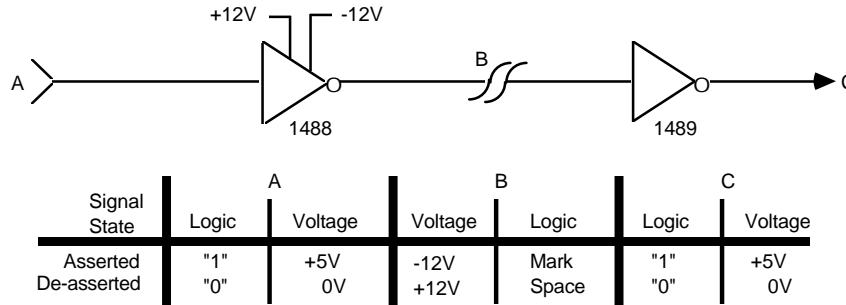 +12V -12V
A B C
1488 1489
A B C
Signal
State Logic Voltage Voltage Logic Logic Voltage
Asserted "1" +5V -12V Mark "1" +5V
De-asserted "0" 0V +12V Space "0" 0V